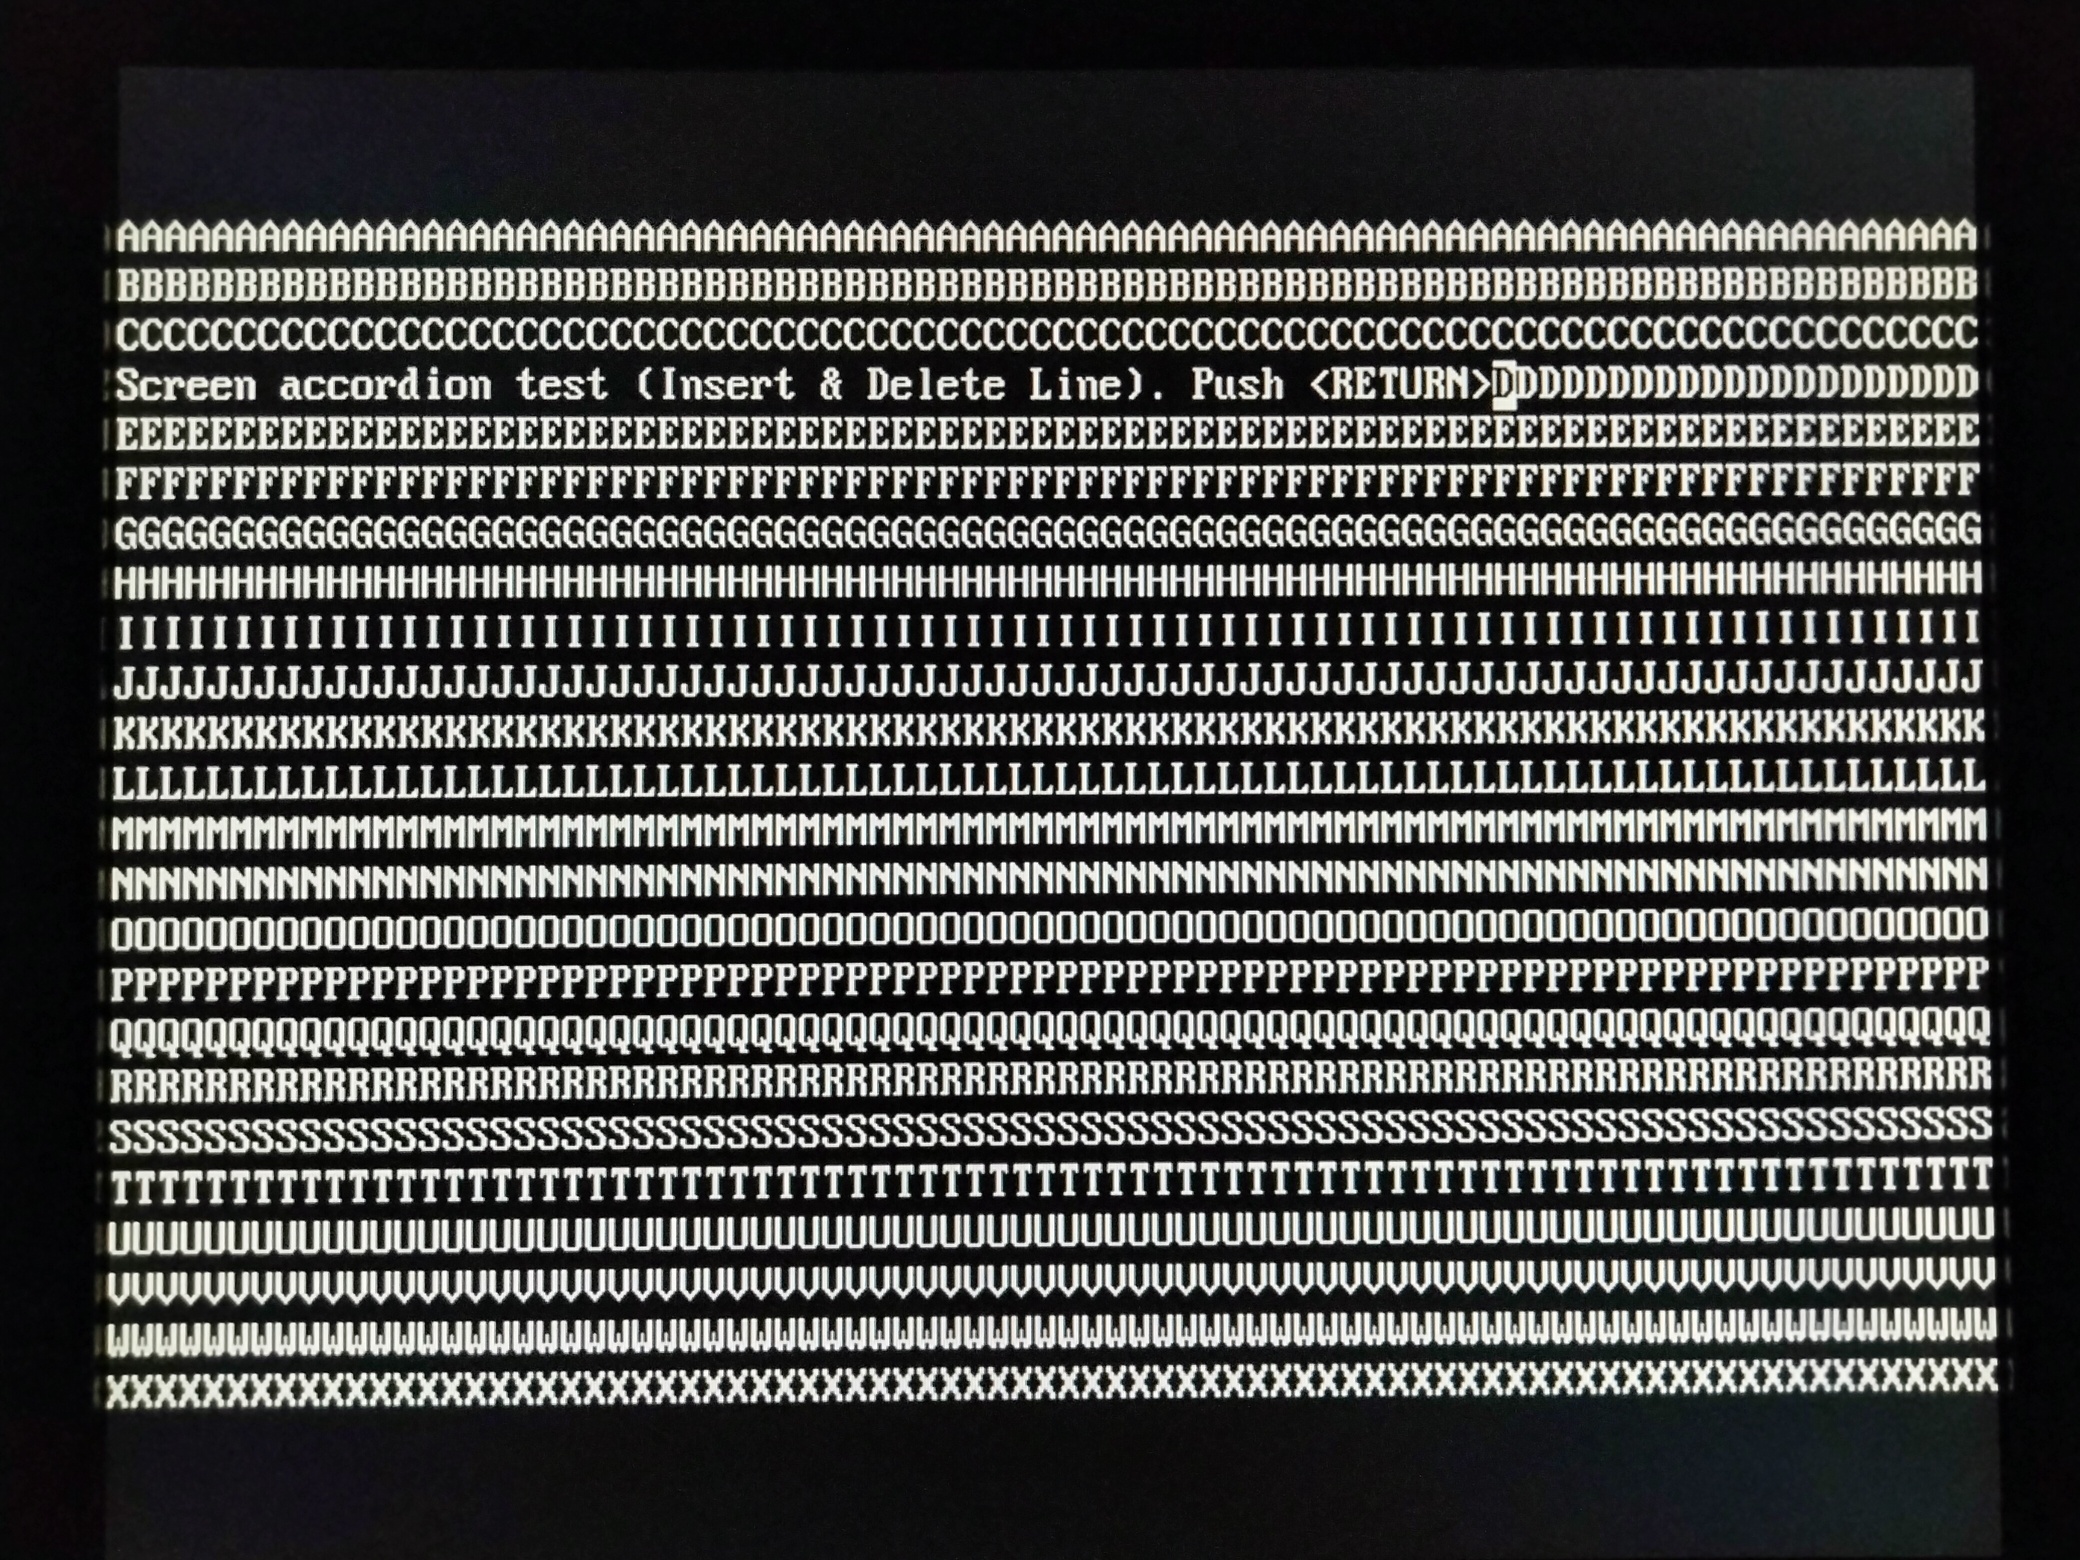 AAAAAAAAAAAAAAAAAAAAAAAAAAAAAAAAAAAAAAAAAAAAAAAAAAAAAAAAAAAAAAAAAAAAAAAAAAAAAAAA
BBBBBBBBBBBBBBBBBBBBBBBBBBBBBBBBBBBBBBBBBBBBBBBBBBBBBBBBBBBBBBBBBBBBBBBBBBBBBBBB
CCCCCCCCCCCCCCCCCCCCCCCCCCCCCCCCCCCCCCCCCCCCCCCCCCCCCCCCCCCCCCCCCCCCCCCCCCCCCCCC
Screen accordion test (Insert & Delete Line). Push <RETURN>DDDDDDDDDDDDDDDDDDDDD
EEEEEEEEEEEEEEEEEEEEEEEEEEEEEEEEEEEEEEEEEEEEEEEEEEEEEEEEEEEEEEEEEEEEEEEEEEEEEEEE
FFFFFFFFFFFFFFFFFFFFFFFFFFFFFFFFFFFFFFFFFFFFFFFFFFFFFFFFFFFFFFFFFFFFFFFFFFFFFFFF
GGGGGGGGGGGGGGGGGGGGGGGGGGGGGGGGGGGGGGGGGGGGGGGGGGGGGGGGGGGGGGGGGGGGGGGGGGGGGGGG
HHHHHHHHHHHHHHHHHHHHHHHHHHHHHHHHHHHHHHHHHHHHHHHHHHHHHHHHHHHHHHHHHHHHHHHHHHHHHHHH
IIIIIIIIIIIIIIIIIIIIIIIIIIIIIIIIIIIIIIIIIIIIIIIIIIIIIIIIIIIIIIIIIIIIIIIIIIIIIIII
JJJJJJJJJJJJJJJJJJJJJJJJJJJJJJJJJJJJJJJJJJJJJJJJJJJJJJJJJJJJJJJJJJJJJJJJJJJJJJJJ
KKKKKKKKKKKKKKKKKKKKKKKKKKKKKKKKKKKKKKKKKKKKKKKKKKKKKKKKKKKKKKKKKKKKKKKKKKKKKKKK
LLLLLLLLLLLLLLLLLLLLLLLLLLLLLLLLLLLLLLLLLLLLLLLLLLLLLLLLLLLLLLLLLLLLLLLLLLLLLLLL
MMMMMMMMMMMMMMMMMMMMMMMMMMMMMMMMMMMMMMMMMMMMMMMMMMMMMMMMMMMMMMMMMMMMMMMMMMMMMMMM
NNNNNNNNNNNNNNNNNNNNNNNNNNNNNNNNNNNNNNNNNNNNNNNNNNNNNNNNNNNNNNNNNNNNNNNNNNNNNNNN
OOOOOOOOOOOOOOOOOOOOOOOOOOOOOOOOOOOOOOOOOOOOOOOOOOOOOOOOOOOOOOOOOOOOOOOOOOOOOOOO
PPPPPPPPPPPPPPPPPPPPPPPPPPPPPPPPPPPPPPPPPPPPPPPPPPPPPPPPPPPPPPPPPPPPPPPPPPPPPPPP
QQQQQQQQQQQQQQQQQQQQQQQQQQQQQQQQQQQQQQQQQQQQQQQQQQQQQQQQQQQQQQQQQQQQQQQQQQQQQQQQ
RRRRRRRRRRRRRRRRRRRRRRRRRRRRRRRRRRRRRRRRRRRRRRRRRRRRRRRRRRRRRRRRRRRRRRRRRRRRRRRR
SSSSSSSSSSSSSSSSSSSSSSSSSSSSSSSSSSSSSSSSSSSSSSSSSSSSSSSSSSSSSSSSSSSSSSSSSSSSSSSS
TTTTTTTTTTTTTTTTTTTTTTTTTTTTTTTTTTTTTTTTTTTTTTTTTTTTTTTTTTTTTTTTTTTTTTTTTTTTTTTT
UUUUUUUUUUUUUUUUUUUUUUUUUUUUUUUUUUUUUUUUUUUUUUUUUUUUUUUUUUUUUUUUUUUUUUUUUUUUUUUU
VVVVVVVVVVVVVVVVVVVVVVVVVVVVVVVVVVVVVVVVVVVVVVVVVVVVVVVVVVVVVVVVVVVVVVVVVVVVVVVV
WWWWWWWWWWWWWWWWWWWWWWWWWWWWWWWWWWWWWWWWWWWWWWWWWWWWWWWWWWWWWWWWWWWWWWWWWWWWWWWW
XXXXXXXXXXXXXXXXXXXXXXXXXXXXXXXXXXXXXXXXXXXXXXXXXXXXXXXXXXXXXXXXXXXXXXXXXXXXXXXX